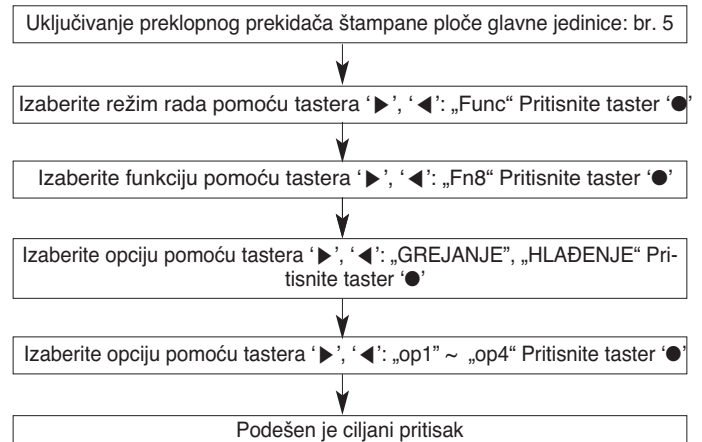 Uključivanje preklopnog prekidača štampane ploče glavne jedinice: br. 5
Izaberite režim rada pomoću tastera ‘▶’, ‘◀’: „Func“ Pritisnite taster ‘●’
Izaberite funkciju pomoću tastera ‘▶’, ‘◀’: „Fn8“ Pritisnite taster ‘●’
Izaberite opciju pomoću tastera ‘▶’, ‘◀’: „GREJANJE”, „HLAĐENJE“ Pri-
tisnite taster ‘●’
Izaberite opciju pomoću tastera ‘▶’, ‘◀’: „op1” ~ „op4” Pritisnite taster ‘●’
Podešen je ciljani pritisak